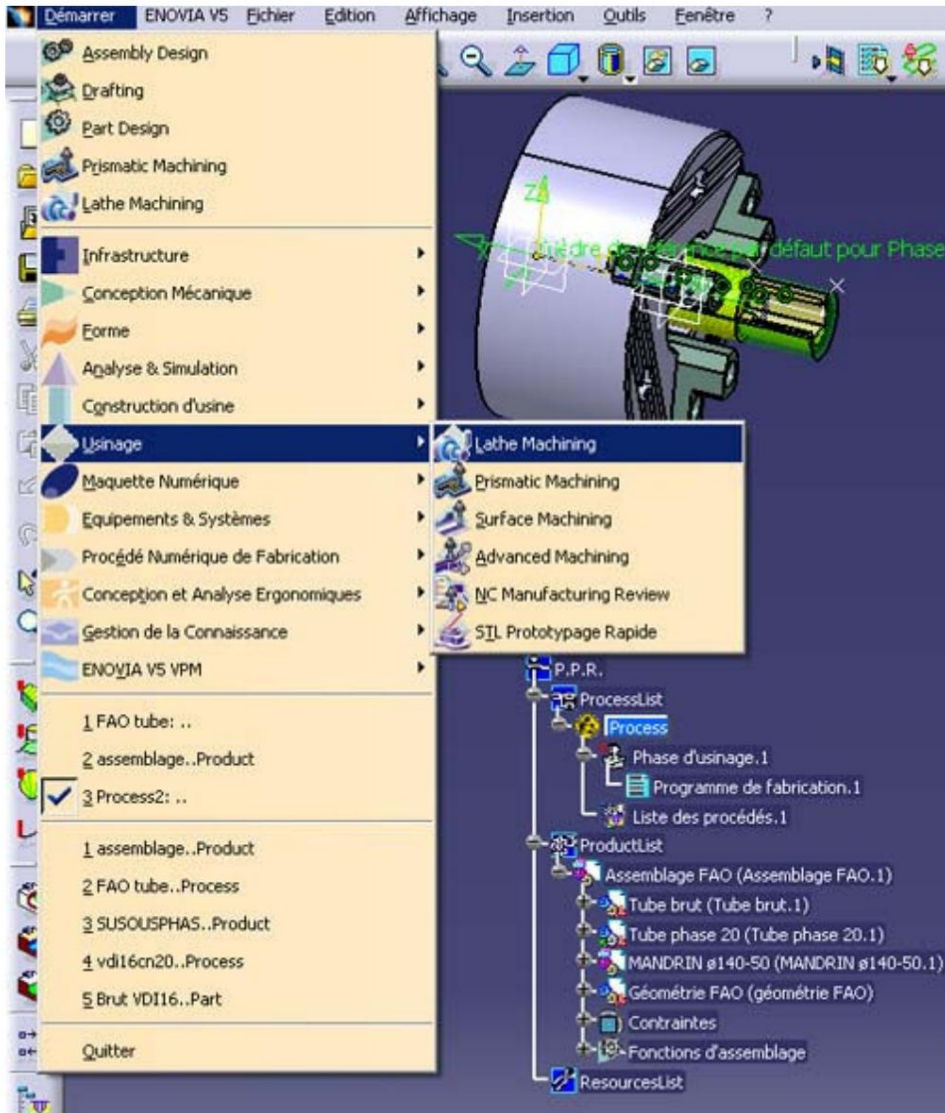 Démarrer ENOVIA V5 Fichier Edition Affichage Insertion Outils Fenêtre ?
Assembly Design
Drafting
Part Design
Prismatic Machining
Lathe Machining
Infrastructure
Conception Mécanique
Forme
Analyse & Simulation
Construction d'usine
Usinage
Maquette Numérique
Equipements & Systèmes
Procédé Numérique de Fabrication
Conception et Analyse Ergonomiques
Gestion de la Connaissance
ENOVIA V5 VPM
1 FAO tube: ..
2 assemblage..Product
3 Process2: ..
1 assemblage..Product
2 FAO tube..Process
3 SUSOUSPHAS..Product
4 vdi16cn20..Process
5 Brut VDI16..Part
Quitter
Lathe Machining
Prismatic Machining
Surface Machining
Advanced Machining
NC Manufacturing Review
STL Prototypage Rapide
Z
de référence par défaut pour Phase
P.P.R.
ProcessList
Process
Phase d'usinage.1
Programme de fabrication.1
Liste des procédés.1
ProductList
Assemblage FAO (Assemblage FAO.1)
Tube brut (Tube brut.1)
Tube phase 20 (Tube phase 20.1)
MANDRIN ø140-50 (MANDRIN ø140-50.1)
Géométrie FAO (géométrie FAO)
Contraintes
Fonctions d'assemblage
ResourcesList